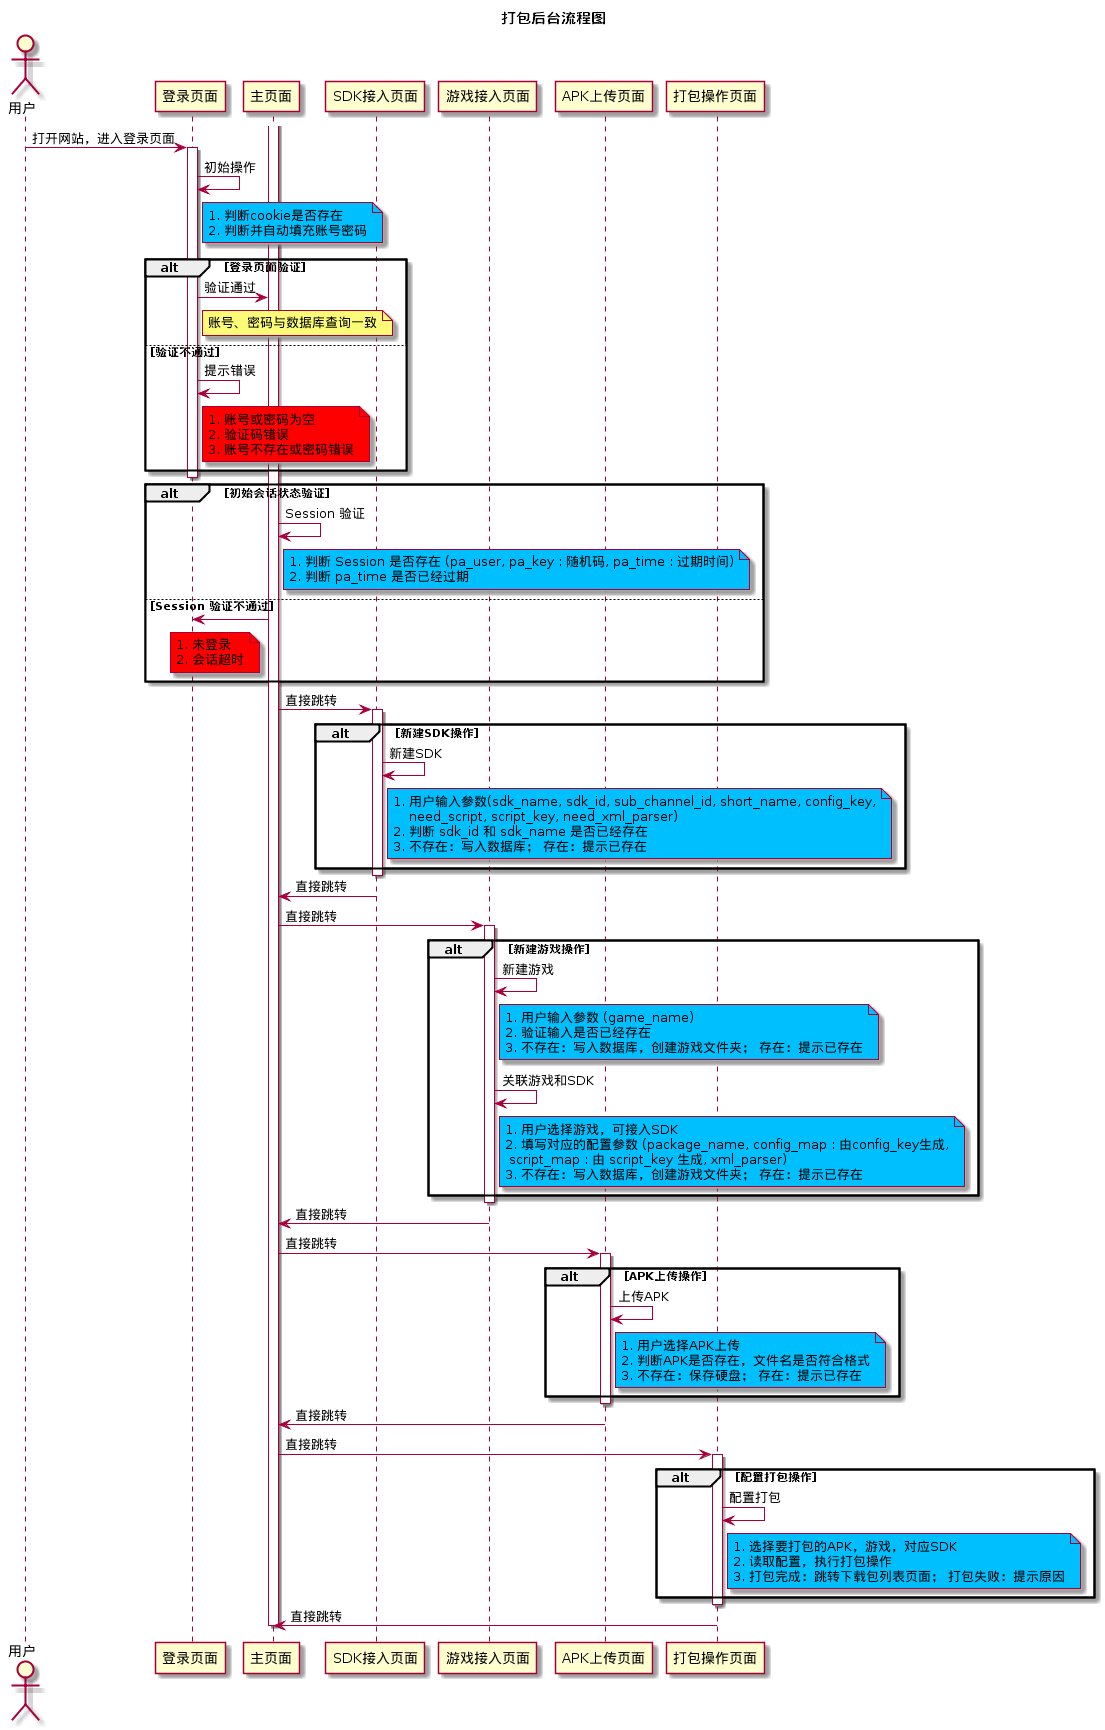 打包后台流程图
用户
登录页面
主页面
SDK接入页面
游戏接入页面
APK上传页面
打包操作页面
打开网站，进入登录页面
初始操作
1. 判断cookie是否存在
2. 判断并自动填充账号密码
alt [登录页面验证]
验证通过
账号、密码与数据库查询一致
[验证不通过]
提示错误
1. 账号或密码为空
2. 验证码错误
3. 账号不存在或密码错误
alt [初始会话状态验证]
Session 验证
1. 判断 Session 是否存在 (pa_user, pa_key : 随机码, pa_time : 过期时间)
2. 判断 pa_time 是否已经过期
[Session 验证不通过]
1. 未登录
2. 会话超时
直接跳转
alt [新建SDK操作]
新建SDK
1. 用户输入参数(sdk_name, sdk_id, sub_channel_id, short_name, config_key,
need_script, script_key, need_xml_parser)
2. 判断 sdk_id 和 sdk_name 是否已经存在
3. 不存在：写入数据库； 存在：提示已存在
直接跳转
直接跳转
alt [新建游戏操作]
新建游戏
1. 用户输入参数 (game_name)
2. 验证输入是否已经存在
3. 不存在：写入数据库，创建游戏文件夹； 存在：提示已存在
关联游戏和SDK
1. 用户选择游戏，可接入SDK
2. 填写对应的配置参数 (package_name, config_map : 由config_key生成,
script_map : 由 script_key 生成, xml_parser)
3. 不存在：写入数据库，创建游戏文件夹； 存在：提示已存在
直接跳转
直接跳转
alt [APK上传操作]
上传APK
1. 用户选择APK上传
2. 判断APK是否存在，文件名是否符合格式
3. 不存在：保存硬盘； 存在：提示已存在
直接跳转
直接跳转
alt [配置打包操作]
配置打包
1. 选择要打包的APK，游戏，对应SDK
2. 读取配置，执行打包操作
3. 打包完成：跳转下载包列表页面； 打包失败：提示原因
直接跳转
用户
登录页面
主页面
SDK接入页面
游戏接入页面
APK上传页面
打包操作页面